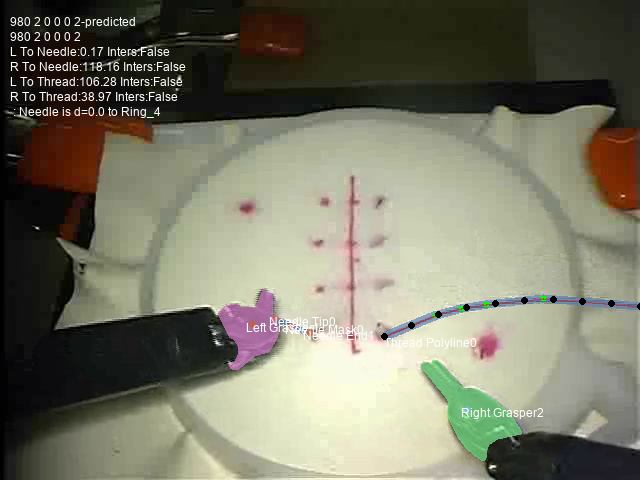 980 2 0 0 0 2-predicted
980 2 0 0 0 2
L To Needle:0.17 Inters:False
R To Needle:118.16 Inters:False
L To Thread:106.28 Inters:False
R To Thread:38.97 Inters:False
: Needle is d=0.0 to Ring_4
Needle Tip0
Needle End1
Thread Polyline0
Right Grasper2